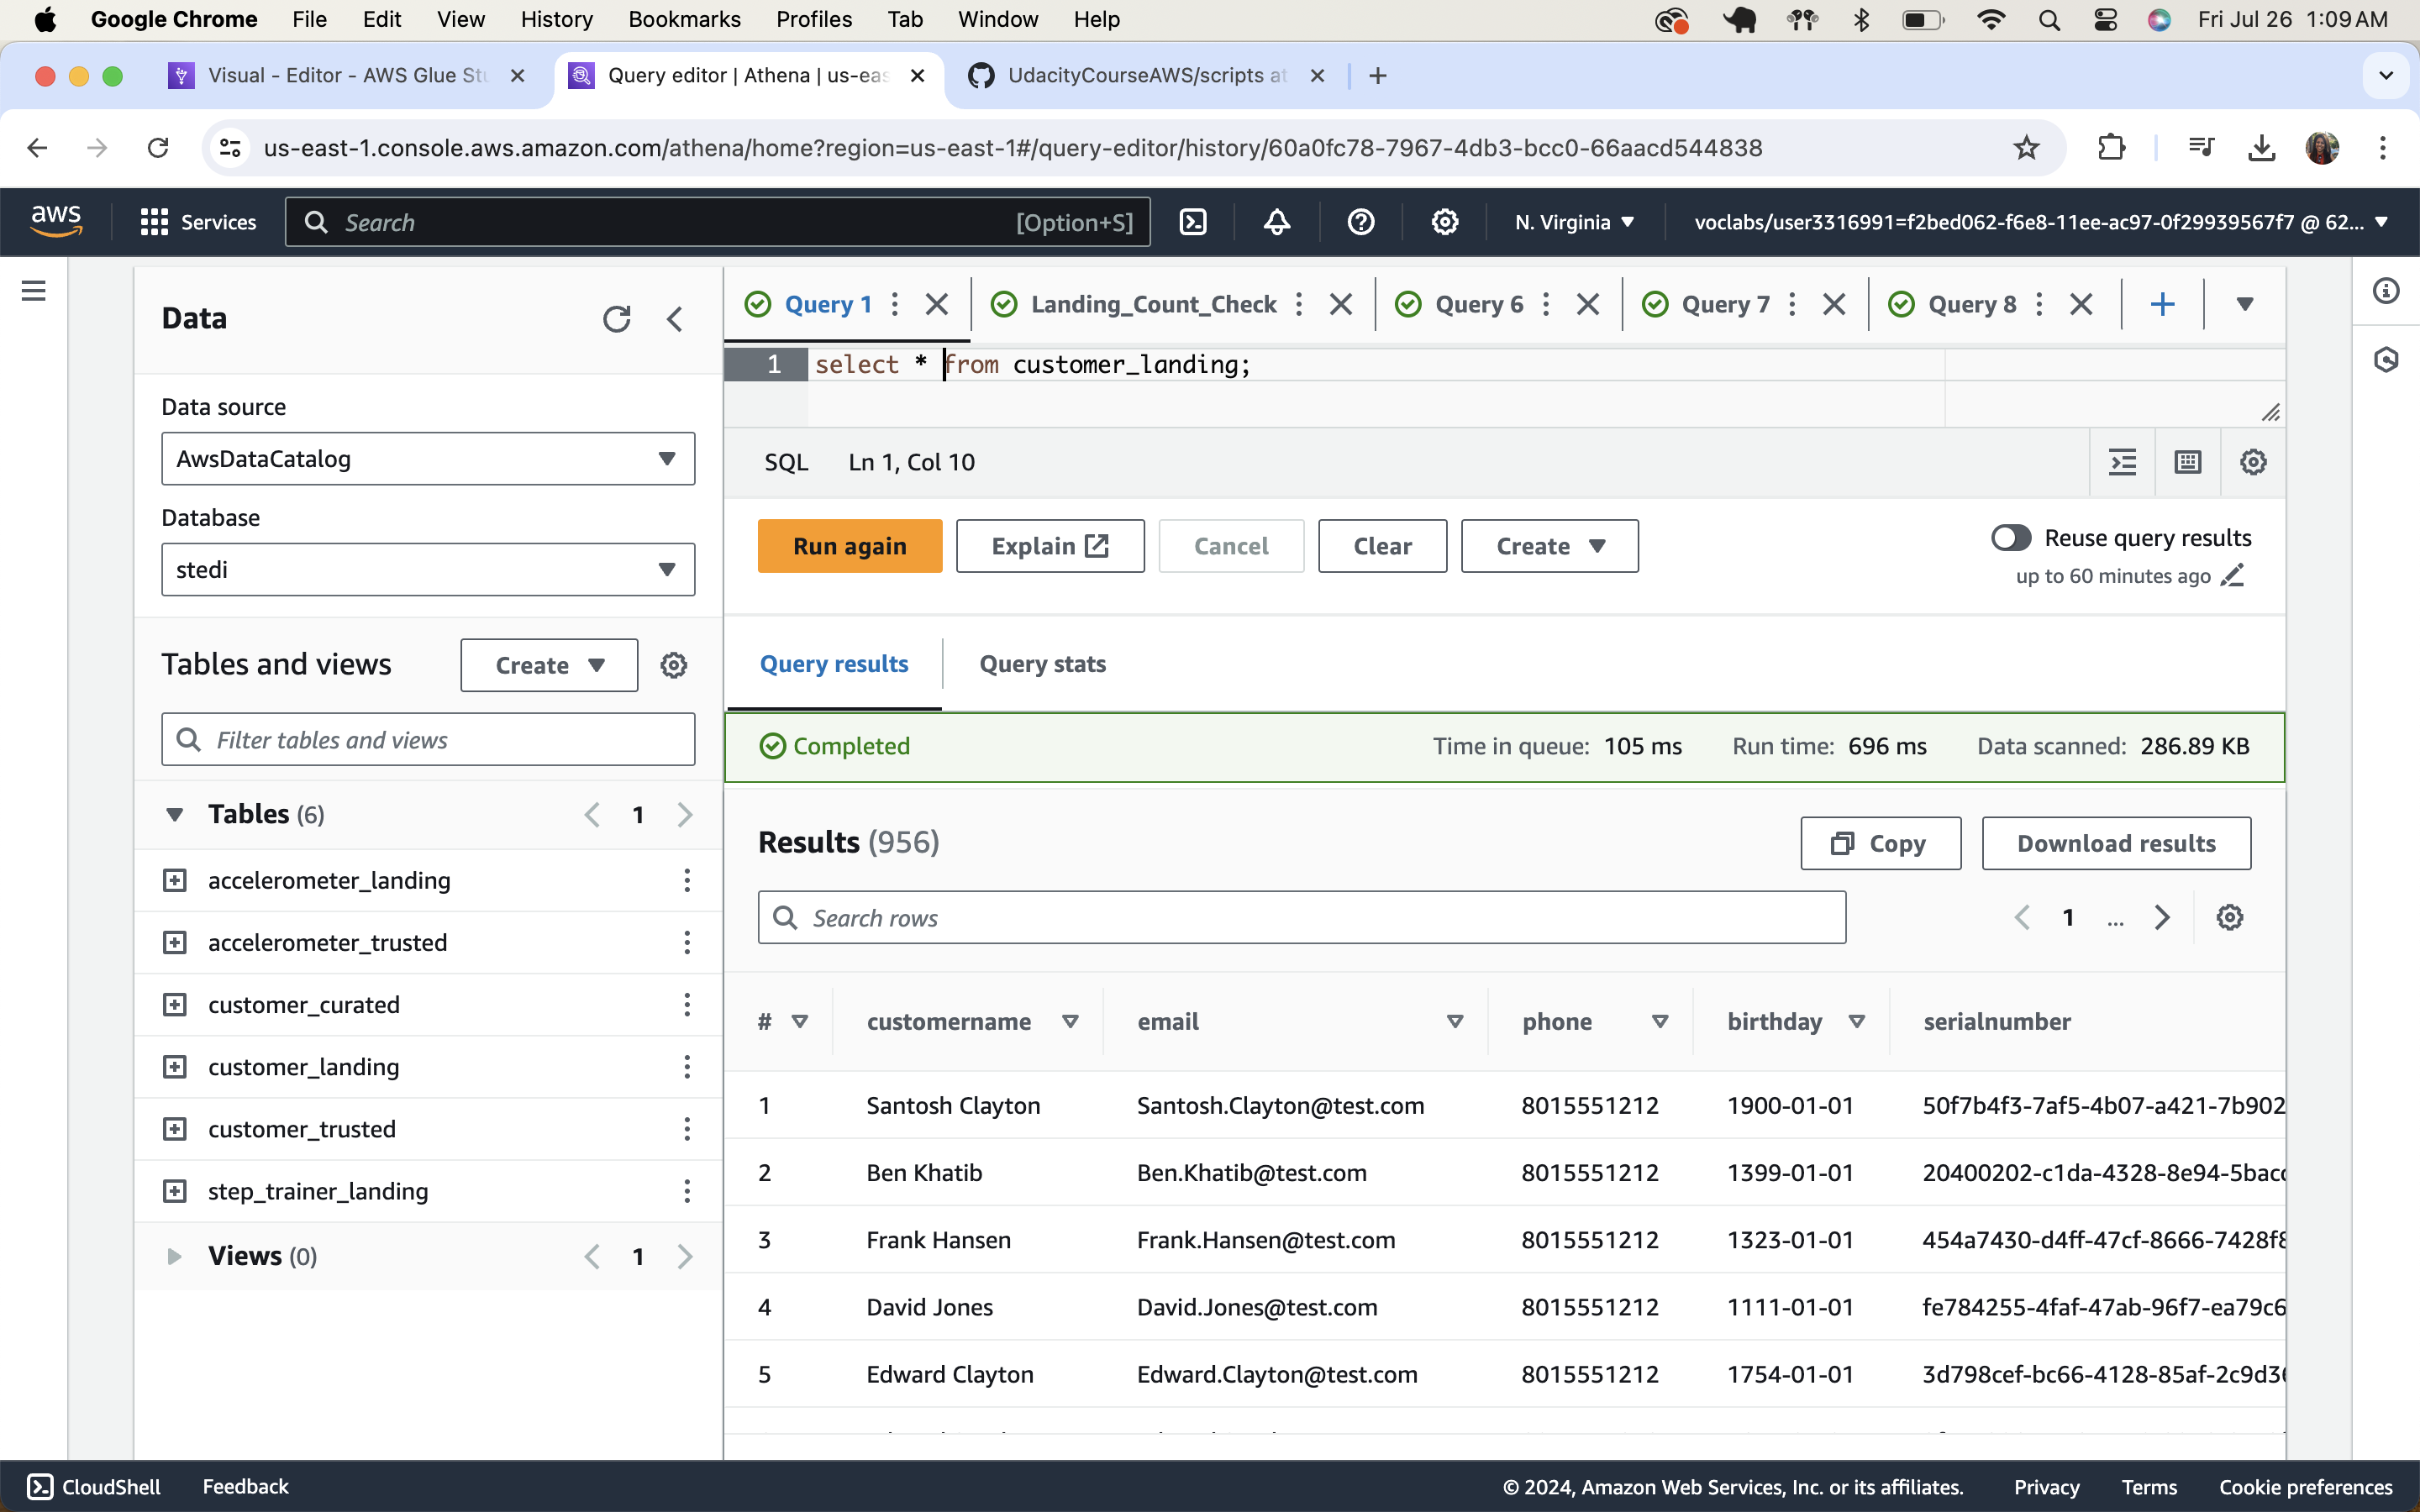 Google Chrome File Edit View History Bookmarks Profiles Tab Window Help Fri Jul 26 1:09 AM
Visual - Editor - AWS Glue Stu Query editor | Athena | us-eas UdacityCourseAWS/scripts at
us-east-1.console.aws.amazon.com/athena/home?region=us-east-1#/query-editor/history/60a0fc78-7967-4db3-bcc0-66aacd544838
aws Services Search [Option+S] N. Virginia voclabs/user3316991=f2bed062-f6e8-11ee-ac97-0f29939567f7 @ 62...
Data
Data source
AwsDataCatalog
Database
stedi
Tables and views Create
Filter tables and views
Tables (6) 1
accelerometer_landing
accelerometer_trusted
customer_curated
customer_landing
customer_trusted
step_trainer_landing
Views (0) 1
Query 1 Landing_Count_Check Query 6 Query 7 Query 8
1 select * from customer_landing;
SQL Ln 1, Col 10
Run again Explain Cancel Clear Create Reuse query results
up to 60 minutes ago
Query results Query stats
Completed Time in queue: 105 ms Run time: 696 ms Data scanned: 286.89 KB
Results (956) Copy Download results
Search rows 1 ...
# customername email phone birthday serialnumber
1 Santosh Clayton Santosh.Clayton@test.com 8015551212 1900-01-01 50f7b4f3-7af5-4b07-a421-7b902
2 Ben Khatib Ben.Khatib@test.com 8015551212 1399-01-01 20400202-c1da-4328-8e94-5bac
3 Frank Hansen Frank.Hansen@test.com 8015551212 1323-01-01 454a7430-d4ff-47cf-8666-7428f8
4 David Jones David.Jones@test.com 8015551212 1111-01-01 fe784255-4faf-47ab-96f7-ea79c6
5 Edward Clayton Edward.Clayton@test.com 8015551212 1754-01-01 3d798cef-bc66-4128-85af-2c9d3
CloudShell Feedback © 2024, Amazon Web Services, Inc. or its affiliates. Privacy Terms Cookie preferences